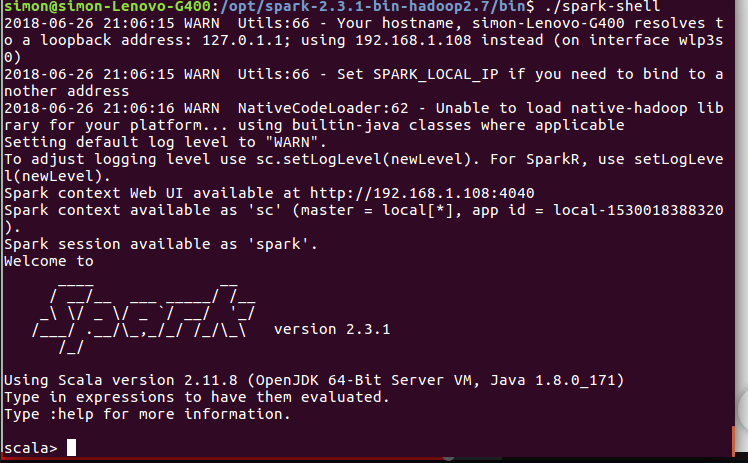 simon@simon-Lenovo-G400:/opt/spark-2.3.1-bin-hadoop2.7/bin$ ./spark-shell
2018-06-26 21:06:15 WARN  Utils:66 - Your hostname, simon-Lenovo-G400 resolves t
o a loopback address: 127.0.1.1; using 192.168.1.108 instead (on interface wlp3s
0)
2018-06-26 21:06:15 WARN  Utils:66 - Set SPARK_LOCAL_IP if you need to bind to a
nother address
2018-06-26 21:06:16 WARN  NativeCodeLoader:62 - Unable to load native-hadoop lib
rary for your platform... using builtin-java classes where applicable
Setting default log level to "WARN".
To adjust logging level use sc.setLogLevel(newLevel). For SparkR, use setLogLeve
l(newLevel).
Spark context Web UI available at http://192.168.1.108:4040
Spark context available as 'sc' (master = local[*], app id = local-1530018388320
).
Spark session available as 'spark'.
Welcome to
      ____              __
     / __/__  ___ _____/ /__
    _\ \/ _ \/ _ `/ __/  '_/
   /___/ .__/\_,_/_/ /_/\_\   version 2.3.1
      /_/

Using Scala version 2.11.8 (OpenJDK 64-Bit Server VM, Java 1.8.0_171)
Type in expressions to have them evaluated.
Type :help for more information.

scala>